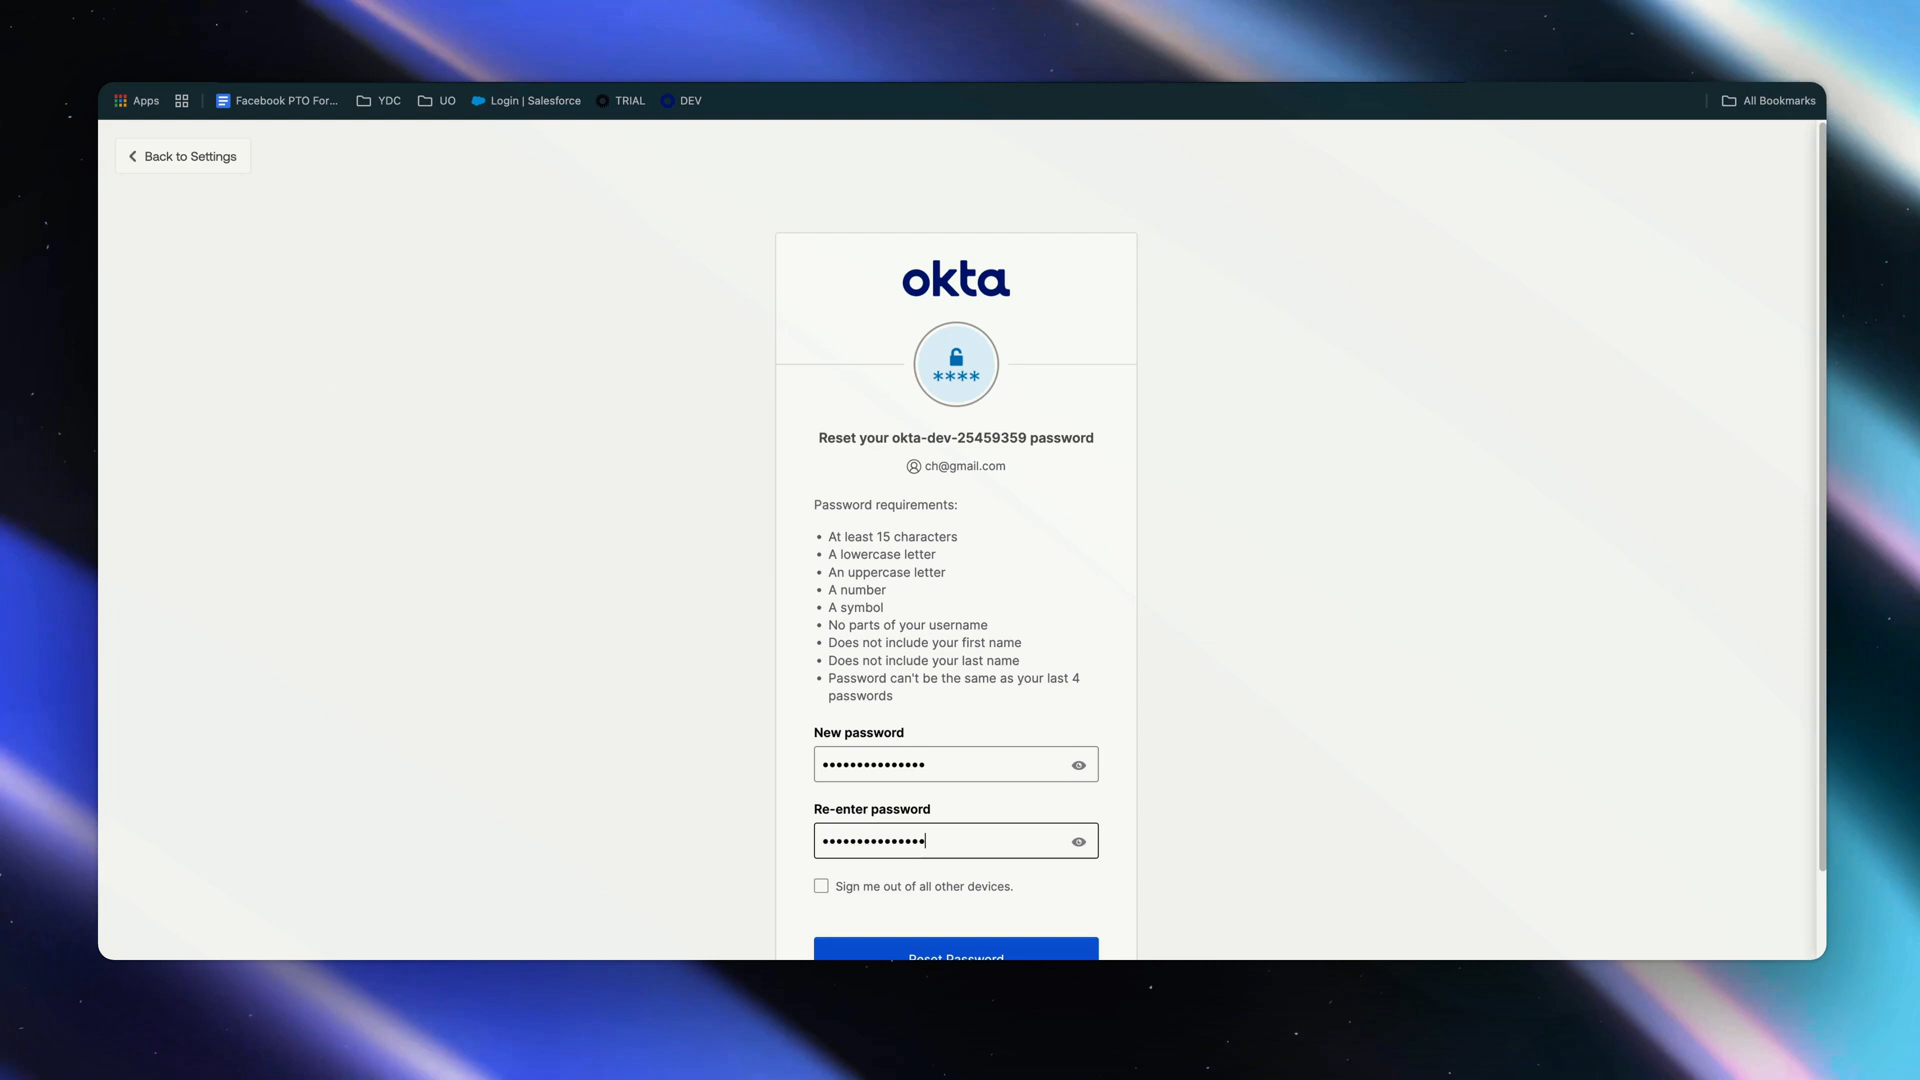 Apps
Facebook PTO For...
YDC
UO
Login | Salesforce
TRIAL
DEV
All Bookmarks
Back to Settings
okta
****
Reset your okta-dev-25459359 password
ch@gmail.com
Password requirements:
• At least 15 characters
• A lowercase letter
• An uppercase letter
• A number
• A symbol
• No parts of your username
• Does not include your first name
• Does not include your last name
• Password can't be the same as your last 4
passwords
New password
•••••••••••••••
Re-enter password
•••••••••••••••
Sign me out of all other devices.
Reset Password